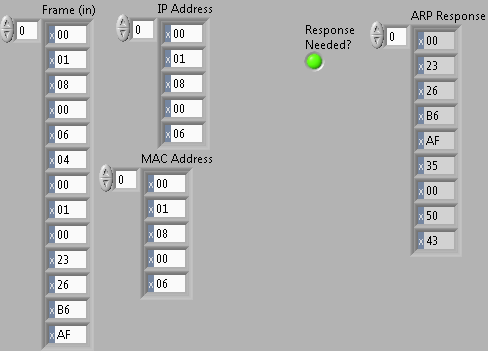 Frame (in)
0
x 00
x 01
x 08
x 00
x 06
x 04
x 00
x 01
x 00
x 23
x 26
x B6
x AF
IP Address
0
x 00
x 01
x 08
x 00
x 06
MAC Address
0
x 00
x 01
x 08
x 00
x 06
Response
Needed?
ARP Response
0
x 00
x 23
x 26
x B6
x AF
x 35
x 00
x 50
x 43